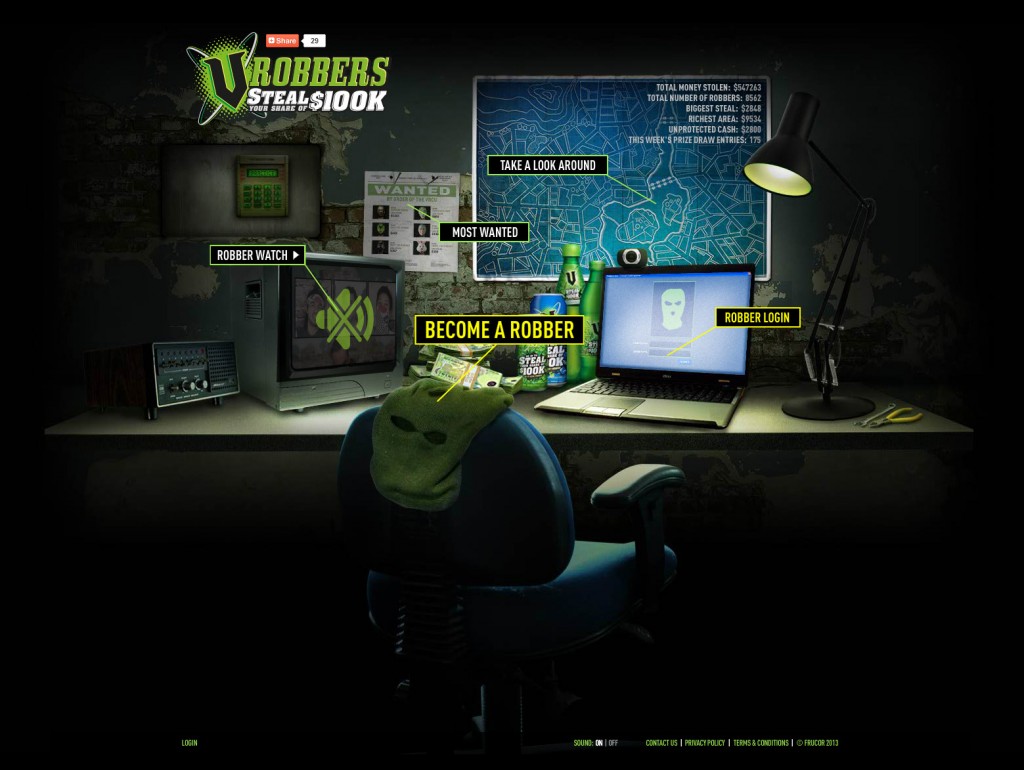 Share
29
V ROBBERS
STEAL $100K
YOUR SHARE OF
TOTAL MONEY STOLEN: $547263
TOTAL NUMBER OF ROBBERS: 8562
BIGGEST STEAL: $2848
RICHEST AREA: $9534
UNPROTECTED CASH: $2800
THIS WEEK'S PRIZE DRAW ENTRIES: 175
TAKE A LOOK AROUND
WANTED
MOST WANTED
ROBBER WATCH
ROBBER LOGIN
BECOME A ROBBER
V
STEAL
$100K
LOGIN
SOUND: ON | OFF
CONTACT US | PRIVACY POLICY | TERMS & CONDITIONS | © FRUCOR 2013